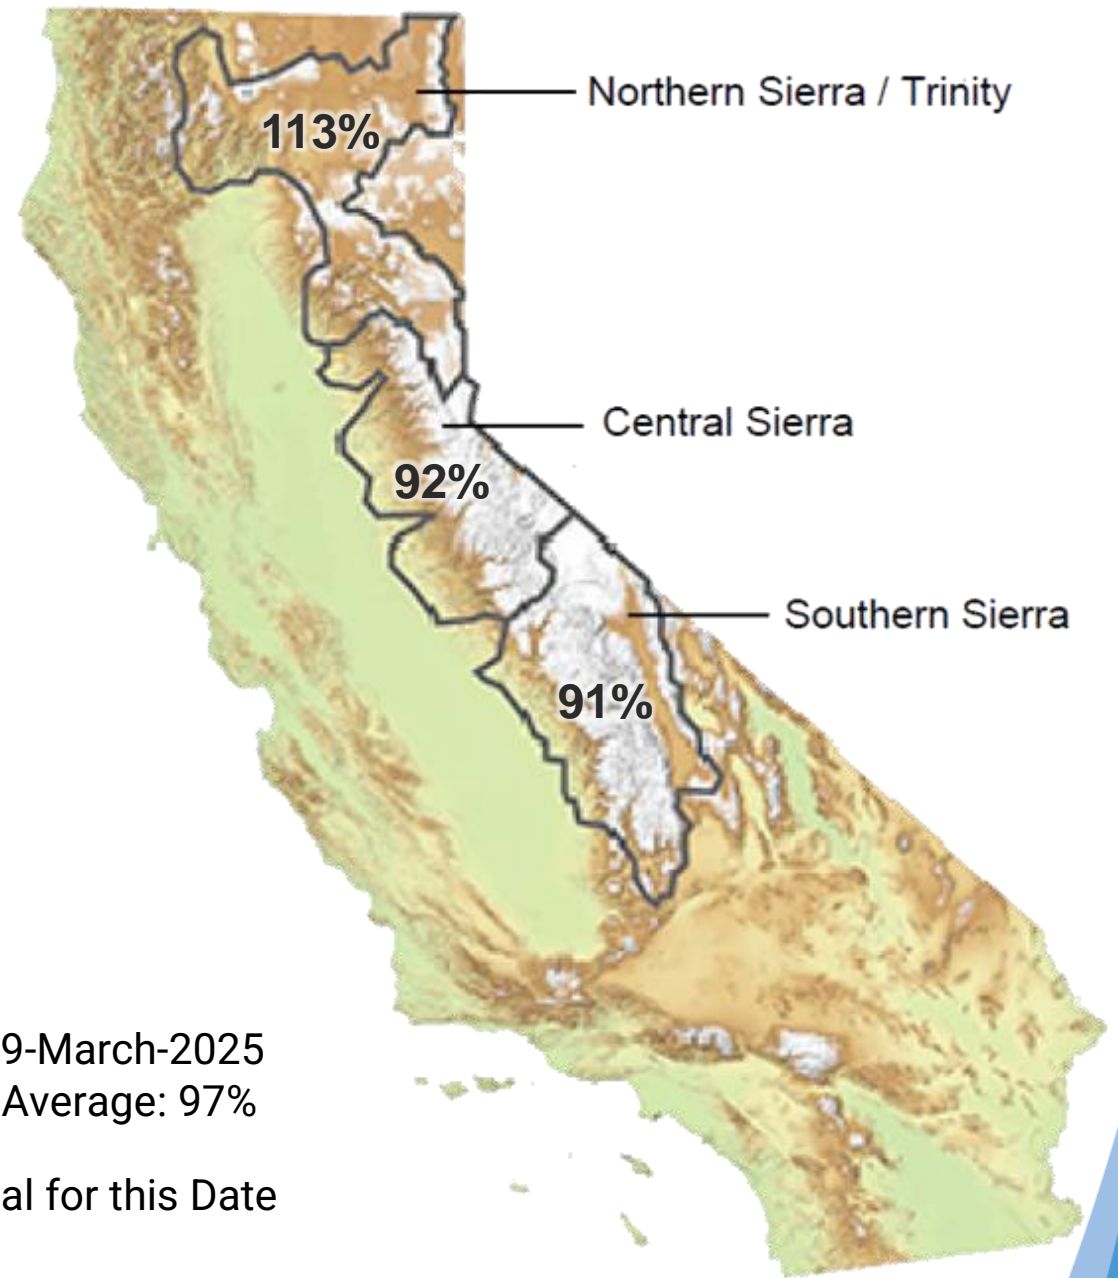 Northern Sierra / Trinity
113%
Central Sierra
92%
Southern Sierra
91%
9-March-2025
Average: 97%
al for this Date